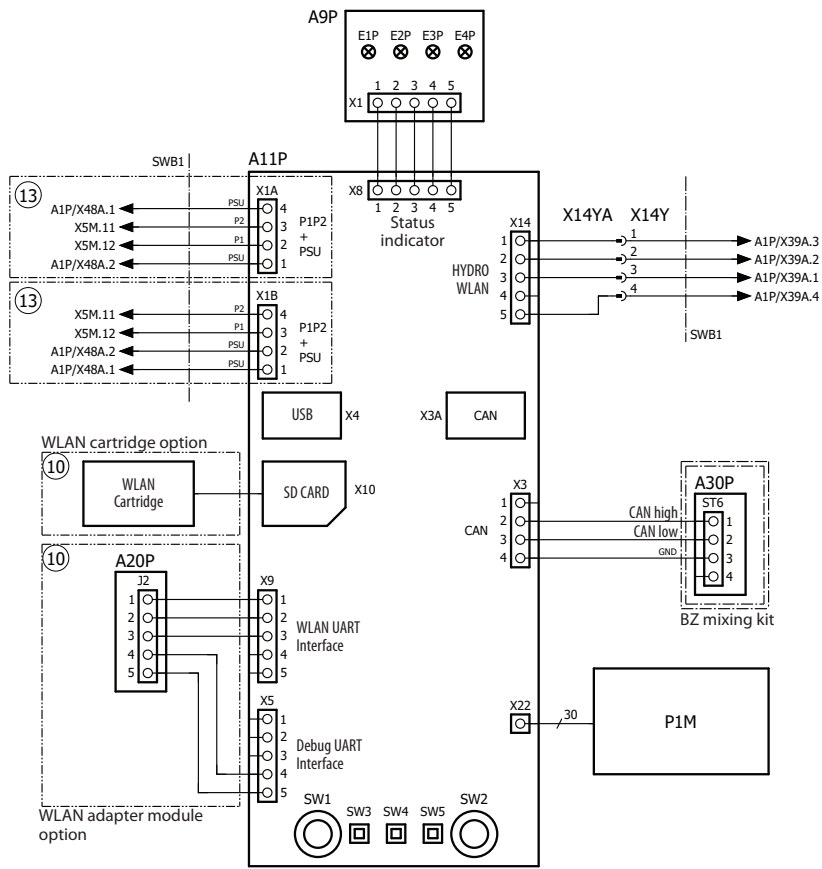 A9P
E1P E2P E3P E4P
1 2 3 4 5
X1
SWB1
A11P
13
X1A
A1P/X48A.1 PSU 4
X5M.11 P2 3
X5M.12 P1 2
A1P/X48A.2 PSU 1
P1P2
+
PSU
X8
1 2 3 4 5
Status
indicator
X14
X14YA X14Y
1 1 A1P/X39A.3
2 2 A1P/X39A.2
3 3 A1P/X39A.1
4 4 A1P/X39A.4
5
HYDRO
WLAN
SWB1
13
X1B
X5M.11 P2 4
X5M.12 P1 3
A1P/X48A.2 PSU 2
A1P/X48A.1 PSU 1
P1P2
+
PSU
USB X4
X3A CAN
WLAN cartridge option
10
WLAN
Cartridge
SD CARD X10
X3
1
2
3
4
CAN
CAN high
CAN low
GND
A30P
ST6
1
2
3
4
BZ mixing kit
10
A20P
J2
1
2
3
4
5
X9
1
2
3
4
5
WLAN UART
Interface
X5
1
2
3
4
5
Debug UART
Interface
WLAN adapter module
option
X22
30
P1M
SW1 SW3 SW4 SW5 SW2